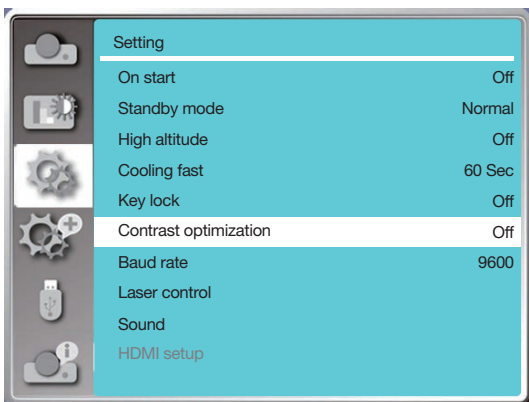 Setting
On start Off
Standby mode Normal
High altitude Off
Cooling fast 60 Sec
Key lock Off
Contrast optimization Off
Baud rate 9600
Laser control
Sound
HDMI setup